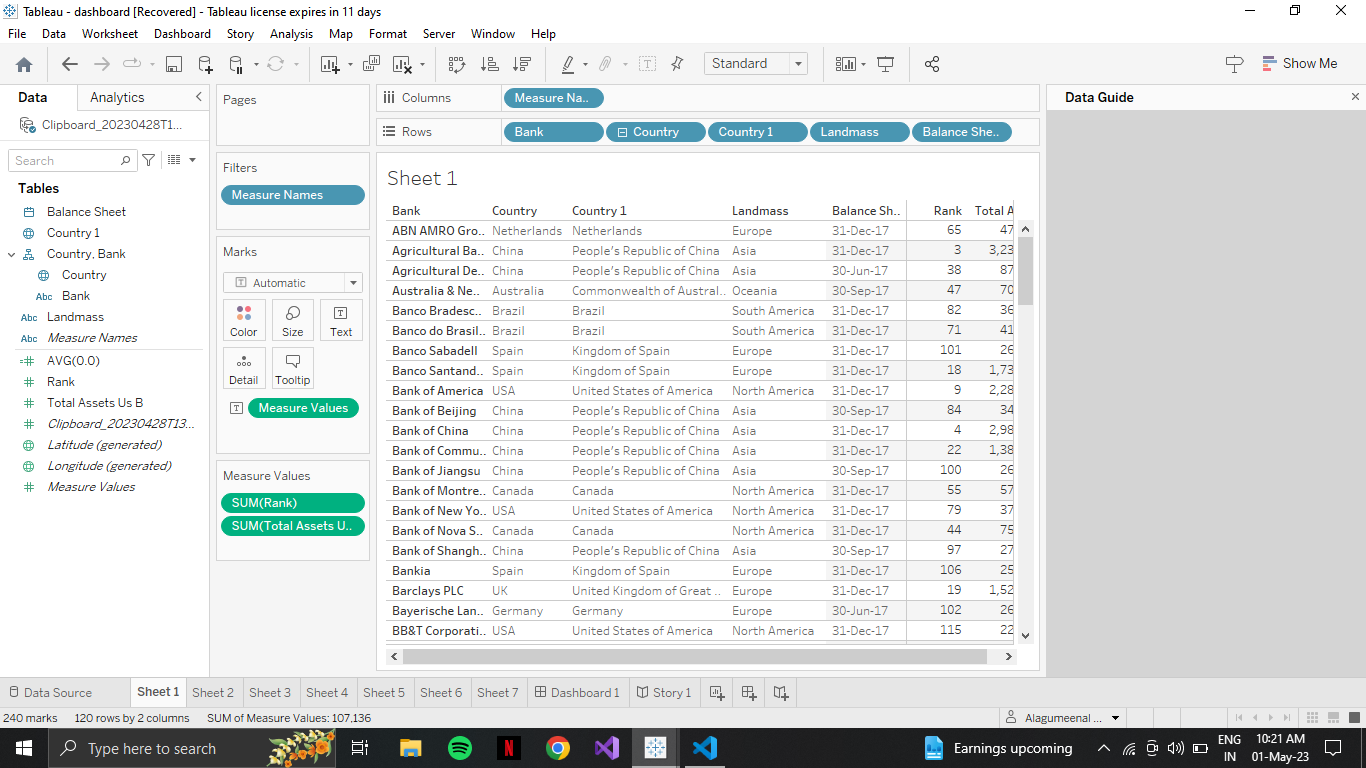 Tableau - dashboard [Recovered] - Tableau license expires in 11 days
File Data Worksheet Dashboard Story Analysis Map Format Server Window Help
Standard
Show Me
Data Analytics
Clipboard_20230428T1...
Search
Tables
Balance Sheet
Country 1
Country, Bank
Country
Abc Bank
Abc Landmass
Abc Measure Names
AVG(0.0)
Rank
Total Assets Us B
Clipboard_20230428T13...
Latitude (generated)
Longitude (generated)
Measure Values
Pages
Filters
Measure Names
Marks
Automatic
Color Size Text
Detail Tooltip
Measure Values
Measure Values
SUM(Rank)
SUM(Total Assets U..
Columns Measure Na..
Rows Bank Country Country 1 Landmass Balance She..
Sheet 1
Bank Country Country 1 Landmass Balance Sh.. Rank Total A
ABN AMRO Gro.. Netherlands Netherlands Europe 31-Dec-17 65 47
Agricultural Ba.. China People's Republic of China Asia 31-Dec-17 3 3,23
Agricultural De.. China People's Republic of China Asia 30-Jun-17 38 87
Australia & Ne.. Australia Commonwealth of Austral.. Oceania 30-Sep-17 47 70
Banco Bradesc.. Brazil Brazil South America 31-Dec-17 82 36
Banco do Brasil.. Brazil Brazil South America 31-Dec-17 71 41
Banco Sabadell Spain Kingdom of Spain Europe 31-Dec-17 101 26
Banco Santand.. Spain Kingdom of Spain Europe 31-Dec-17 18 1,73
Bank of America USA United States of America North America 31-Dec-17 9 2,28
Bank of Beijing China People's Republic of China Asia 30-Sep-17 84 34
Bank of China China People's Republic of China Asia 31-Dec-17 4 2,98
Bank of Commu.. China People's Republic of China Asia 31-Dec-17 22 1,38
Bank of Jiangsu China People's Republic of China Asia 30-Sep-17 100 26
Bank of Montre.. Canada Canada North America 31-Dec-17 55 57
Bank of New Yo.. USA United States of America North America 31-Dec-17 79 37
Bank of Nova S.. Canada Canada North America 31-Dec-17 44 75
Bank of Shangh.. China People's Republic of China Asia 30-Sep-17 97 27
Bankia Spain Kingdom of Spain Europe 31-Dec-17 106 25
Barclays PLC UK United Kingdom of Great .. Europe 31-Dec-17 19 1,52
Bayerische Lan.. Germany Germany Europe 30-Jun-17 102 26
BB&T Corporati.. USA United States of America North America 31-Dec-17 115 22
Data Guide
Data Source Sheet 1 Sheet 2 Sheet 3 Sheet 4 Sheet 5 Sheet 6 Sheet 7 Dashboard 1 Story 1
240 marks 120 rows by 2 columns SUM of Measure Values: 107,136
Alagumeenal ...
Type here to search
Earnings upcoming
ENG
IN
10:21 AM
01-May-23